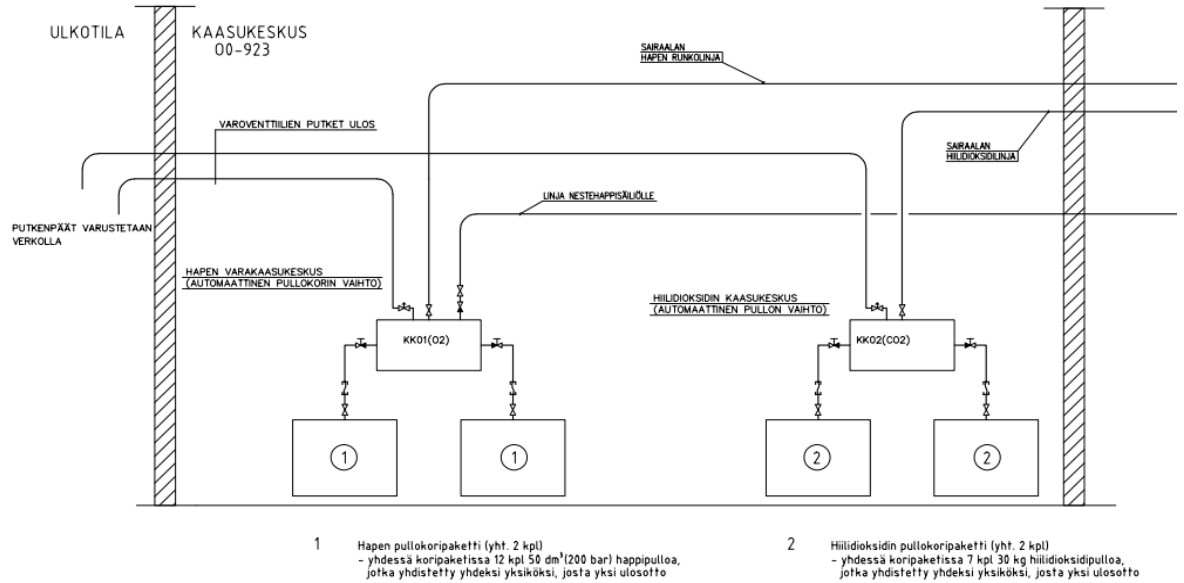 ULKOTILA
KAASUKESKUS
00-923
SAIRAALAN
HAPEN RUNKOLINJA
VAROVENTTIILIEN PUTKET ULOS
SAIRAALAN
HIILIDIOKSIDILINJA
LINJA NESTEHAPPISÄILIÖLLE
PUTKENPÄÄT VARUSTETAAN
VERKOLLA
HAPEN VARAKAASUKESKUS
(AUTOMAATTINEN PULLOKORIN VAIHTO)
HIILIDIOKSIDIN KAASUKESKUS
(AUTOMAATTINEN PULLON VAIHTO)
KK01(O2)
KK02(CO2)
1
1
2
2
1 Hapen pullokoripaketti (yht. 2 kpl)
- yhdessä koripaketissa 12 kpl 50 dm³(200 bar) happipulloa,
jotka yhdistetty yhdeksi yksiköksi, josta yksi ulosotto
2 Hiilidioksidin pullokoripaketti (yht. 2 kpl)
- yhdessä koripaketissa 7 kpl 30 kg hiilidioksidipulloa,
jotka yhdistetty yhdeksi yksiköksi, josta yksi ulosotto